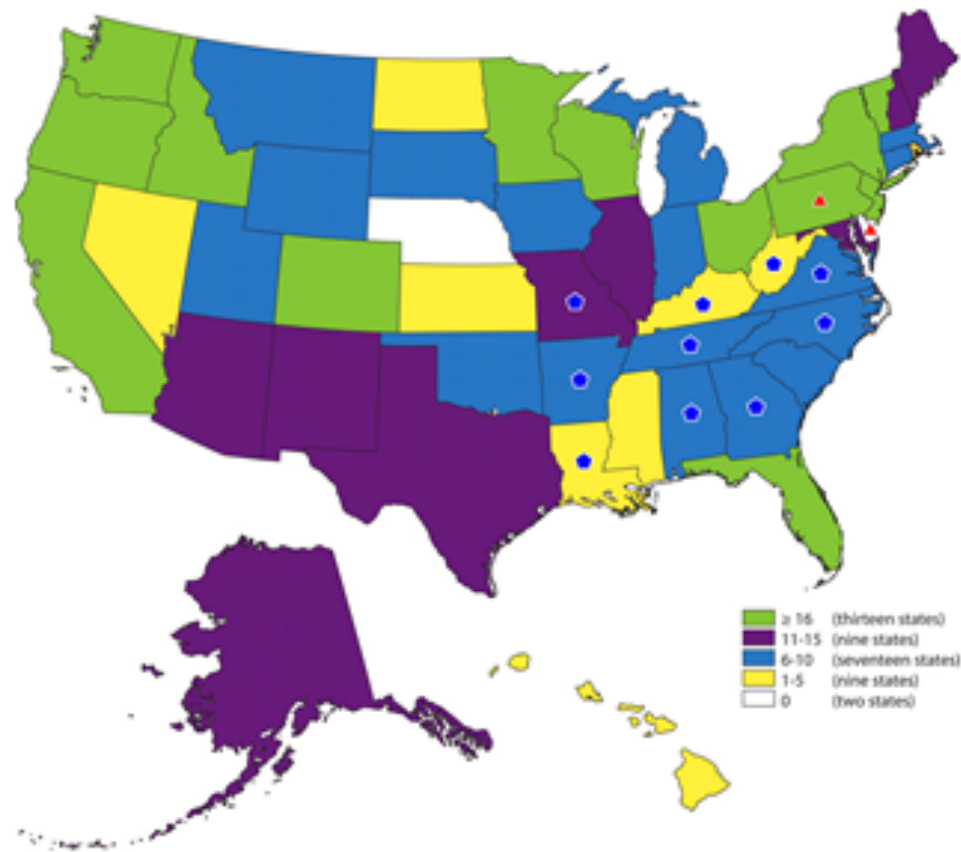 ≥ 16 (thirteen states)
11-15 (nine states)
6-10 (seventeen states)
1-5 (nine states)
0 (two states)